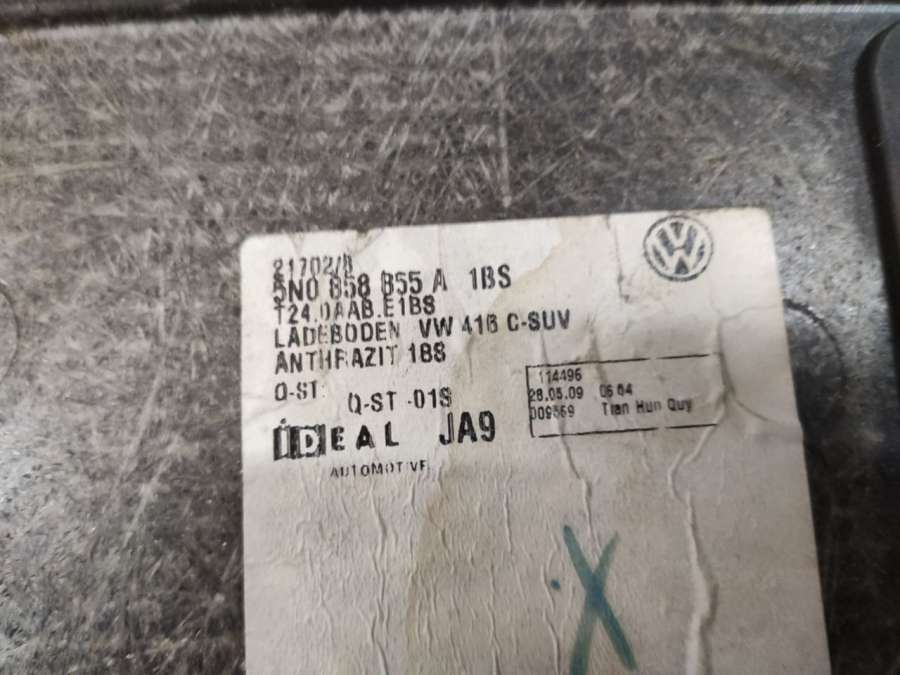 21702/8
5N0 858 855 A 1BS
T24.0AAB.E1BS
LADEBODEN VW 416 C-SUV
ANTHRAZIT 1BS
Q-ST: Q-ST -01S
114496
28.05.09 06 04
009569 Tran Hun Quy
IDEAL JA9
AUTOMOTIVE
X